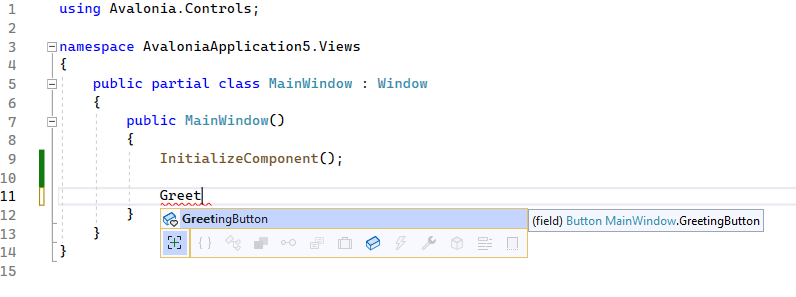 1 using Avalonia.Controls;
2
3 namespace AvaloniaApplication5.Views
4 {
5 public partial class MainWindow : Window
6 {
7 public MainWindow()
8 {
9 InitializeComponent();
10
11 Greet
GreetingButton (field) Button MainWindow.GreetingButton
12 }
13 }
14 }
15